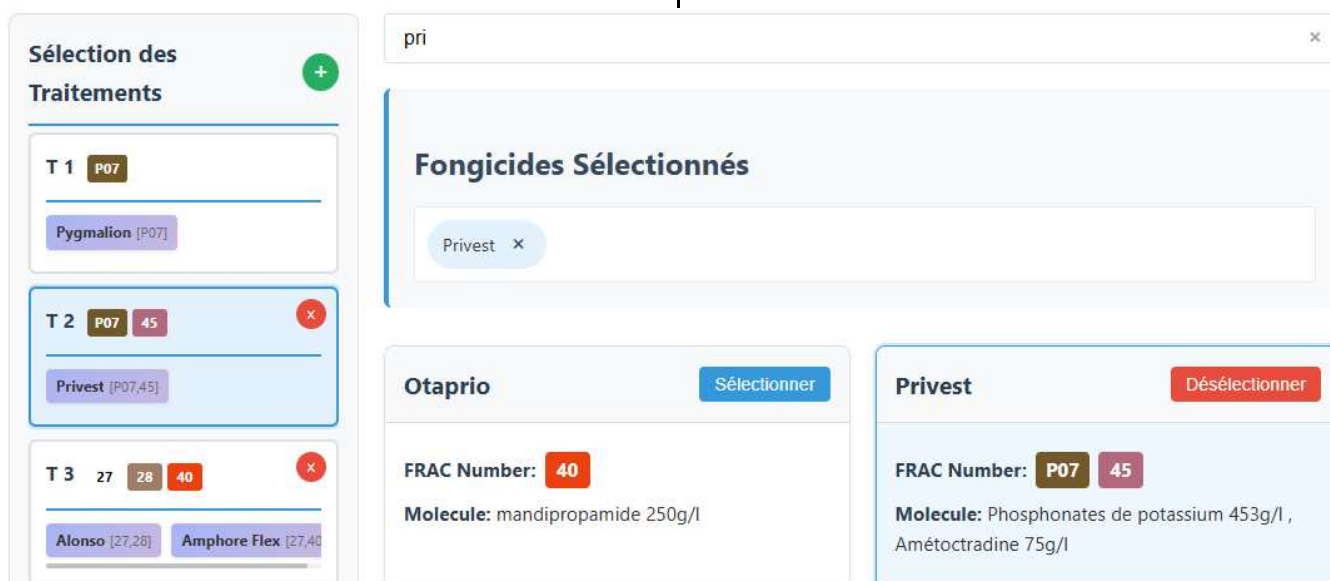 Sélection des
Traitements
+
T 1 P07
Pygmalion [P07]
T 2 P07 45
x
Privest [P07,45]
T 3 27 28 40
x
Alonso [27,28] Amphore Flex [27,40
pri
×
Fongicides Sélectionnés
Privest ×
Otaprio
Sélectionner
FRAC Number: 40
Molecule: mandipropamide 250g/l
Privest
Désélectionner
FRAC Number: P07 45
Molecule: Phosphonates de potassium 453g/l ,
Amétoctradine 75g/l